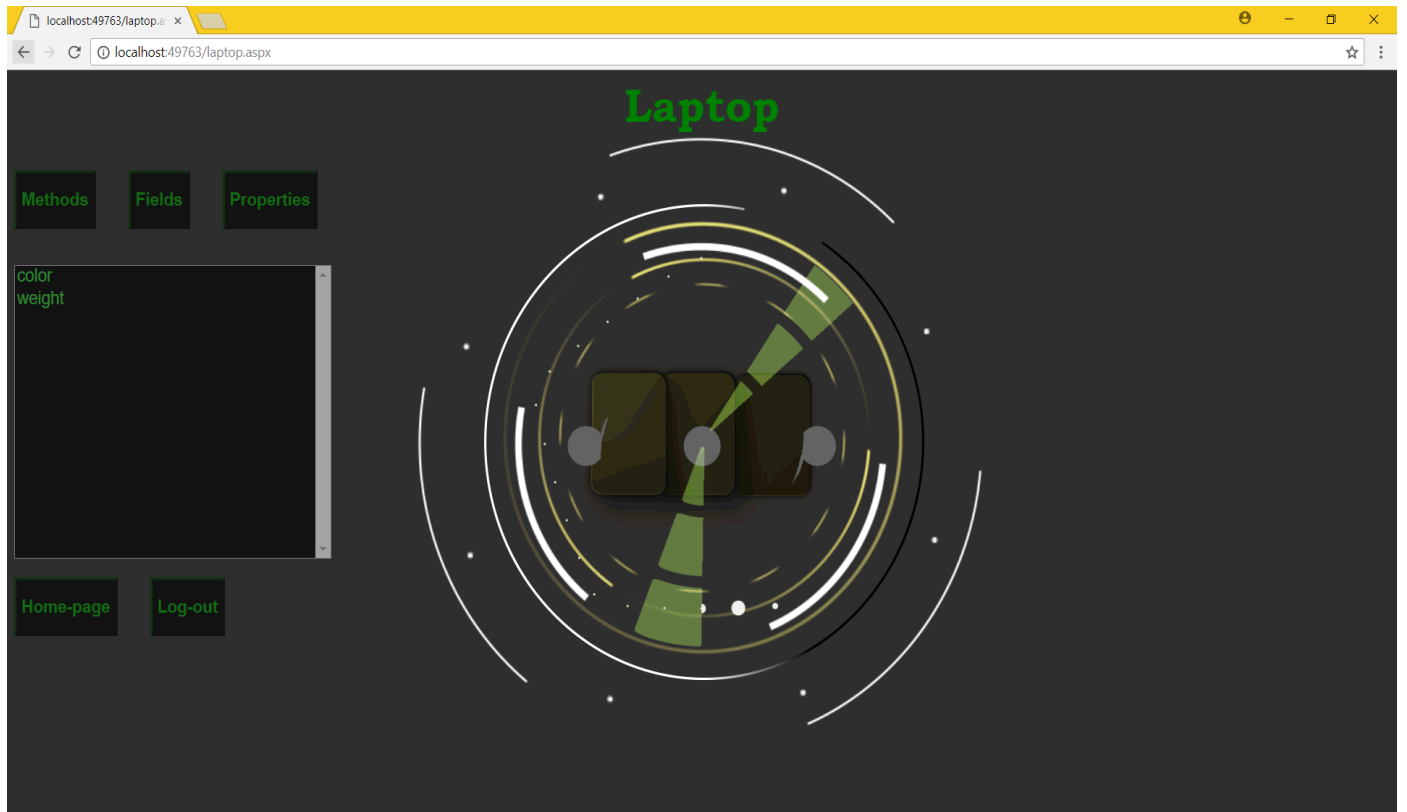 localhost:49763/laptop.a
localhost:49763/laptop.aspx
Laptop
Methods
Fields
Properties
color
weight
Home-page
Log-out